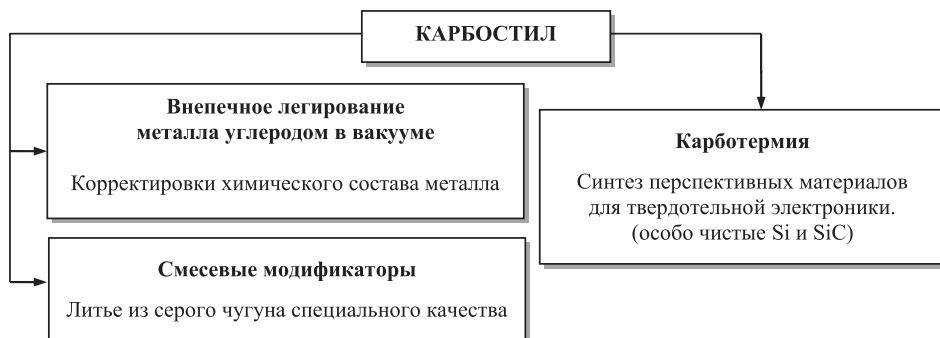 КАРБОСТИЛ
Внепечное легирование
металла углеродом в вакууме
Корректировки химического состава металла
Карботермия
Синтез перспективных материалов
для твердотельной электроники.
(особо чистые Si и SiC)
Смесевые модификаторы
Литье из серого чугуна специального качества